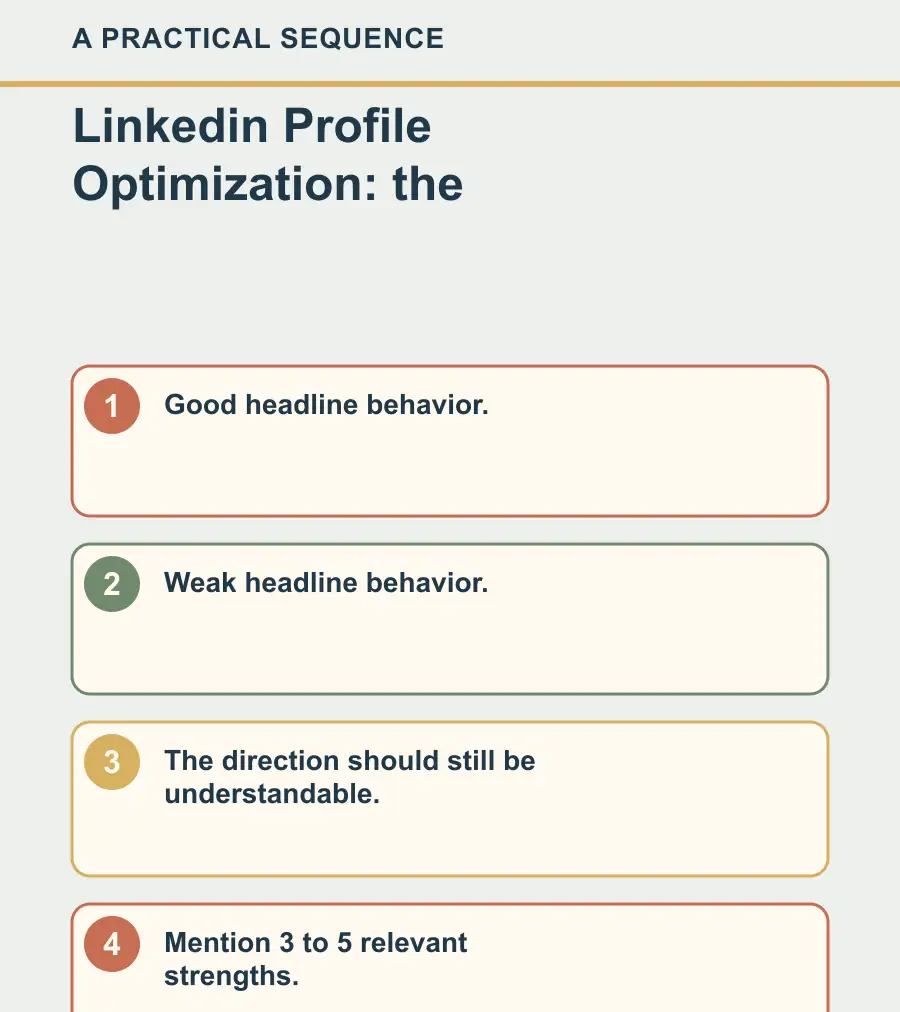 A PRACTICAL SEQUENCE
Linkedin Profile
Optimization: the
1
Good headline behavior.
2
Weak headline behavior.
3
The direction should still be
understandable.
4
Mention 3 to 5 relevant
strengths.